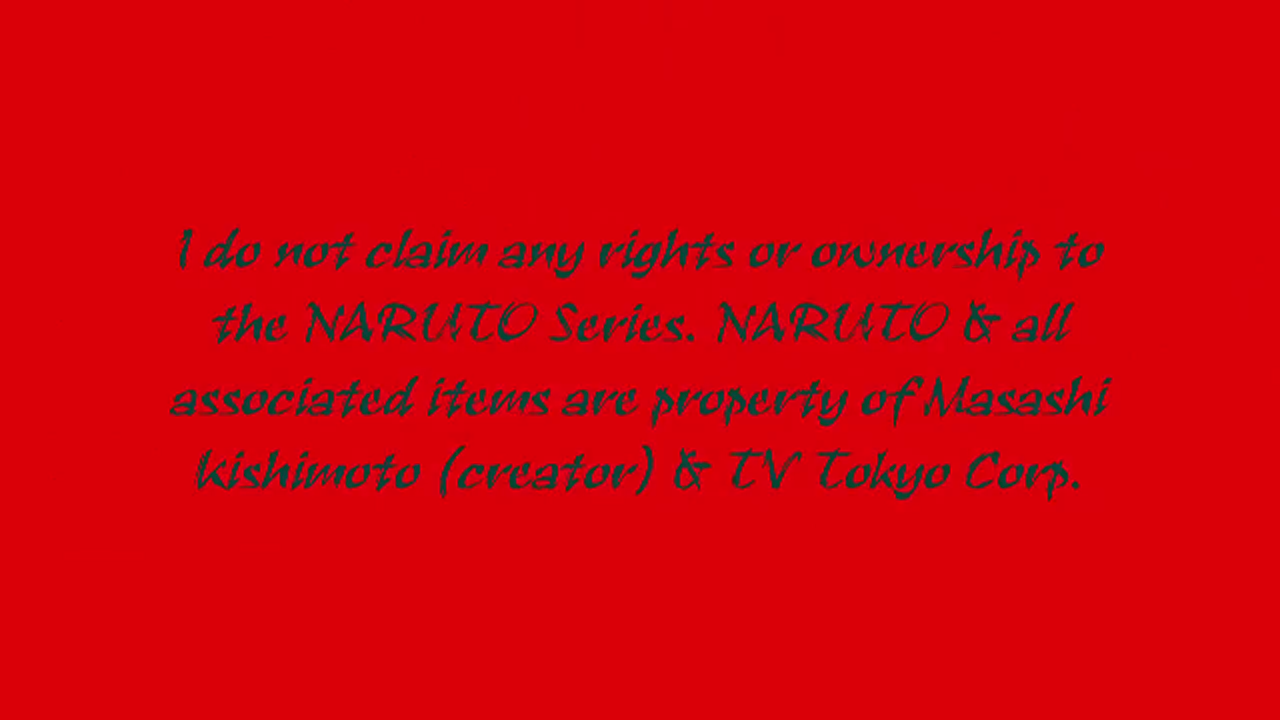 I do not claim any rights or ownership to
the NARUTO Series. NARUTO & all
associated items are property of Masashi
Kishimoto (creator) & TV Tokyo Corp.